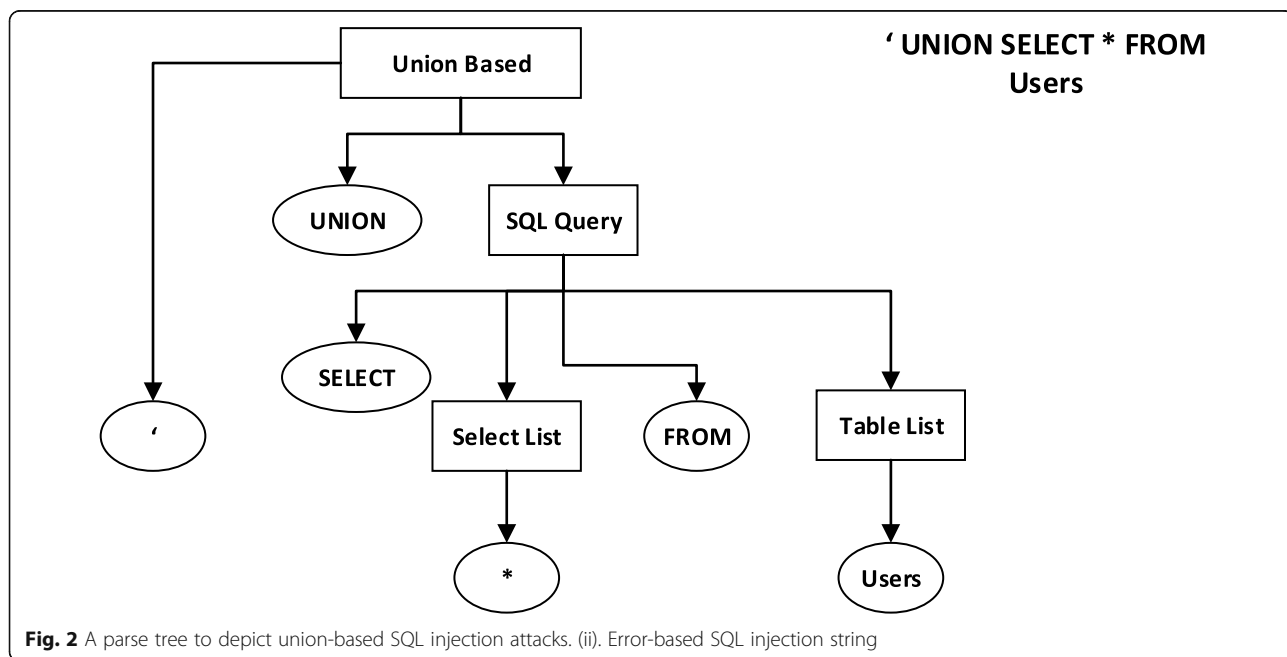 ‘ UNION SELECT * FROM
Users
Union Based
UNION
SQL Query
SELECT
‘
Select List
FROM
Table List
*
Users
Fig. 2 A parse tree to depict union-based SQL injection attacks. (ii). Error-based SQL injection string